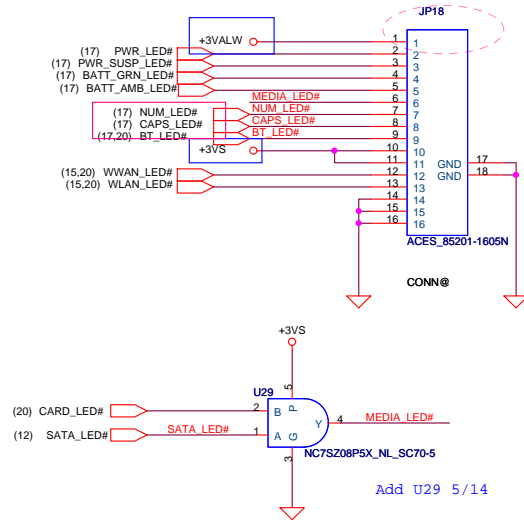 JP18
+3VALW 1 1
(17) PWR_LED# 2 2
(17) PWR_SUSP_LED# 3 3
(17) BATT_GRN_LED# 4 4
(17) BATT_AMB_LED# 5 5
MEDIA_LED# 6 6
(17) NUM_LED# NUM_LED# 7 7
(17) CAPS_LED# CAPS_LED# 8 8
(17,20) BT_LED# BT_LED# 9 9
+3VS 10 10
11 11 GND 17
(15,20) WWAN_LED# 12 12 GND 18
(15,20) WLAN_LED# 13 13
14 14
15 15
16 16
ACES_85201-1605N
CONN@
+3VS
U29 5
(20) CARD_LED# 2 B P
Y 4 MEDIA_LED#
(12) SATA_LED# SATA_LED# 1 A G
3 NC7SZ08P5X_NL_SC70-5
Add U29 5/14